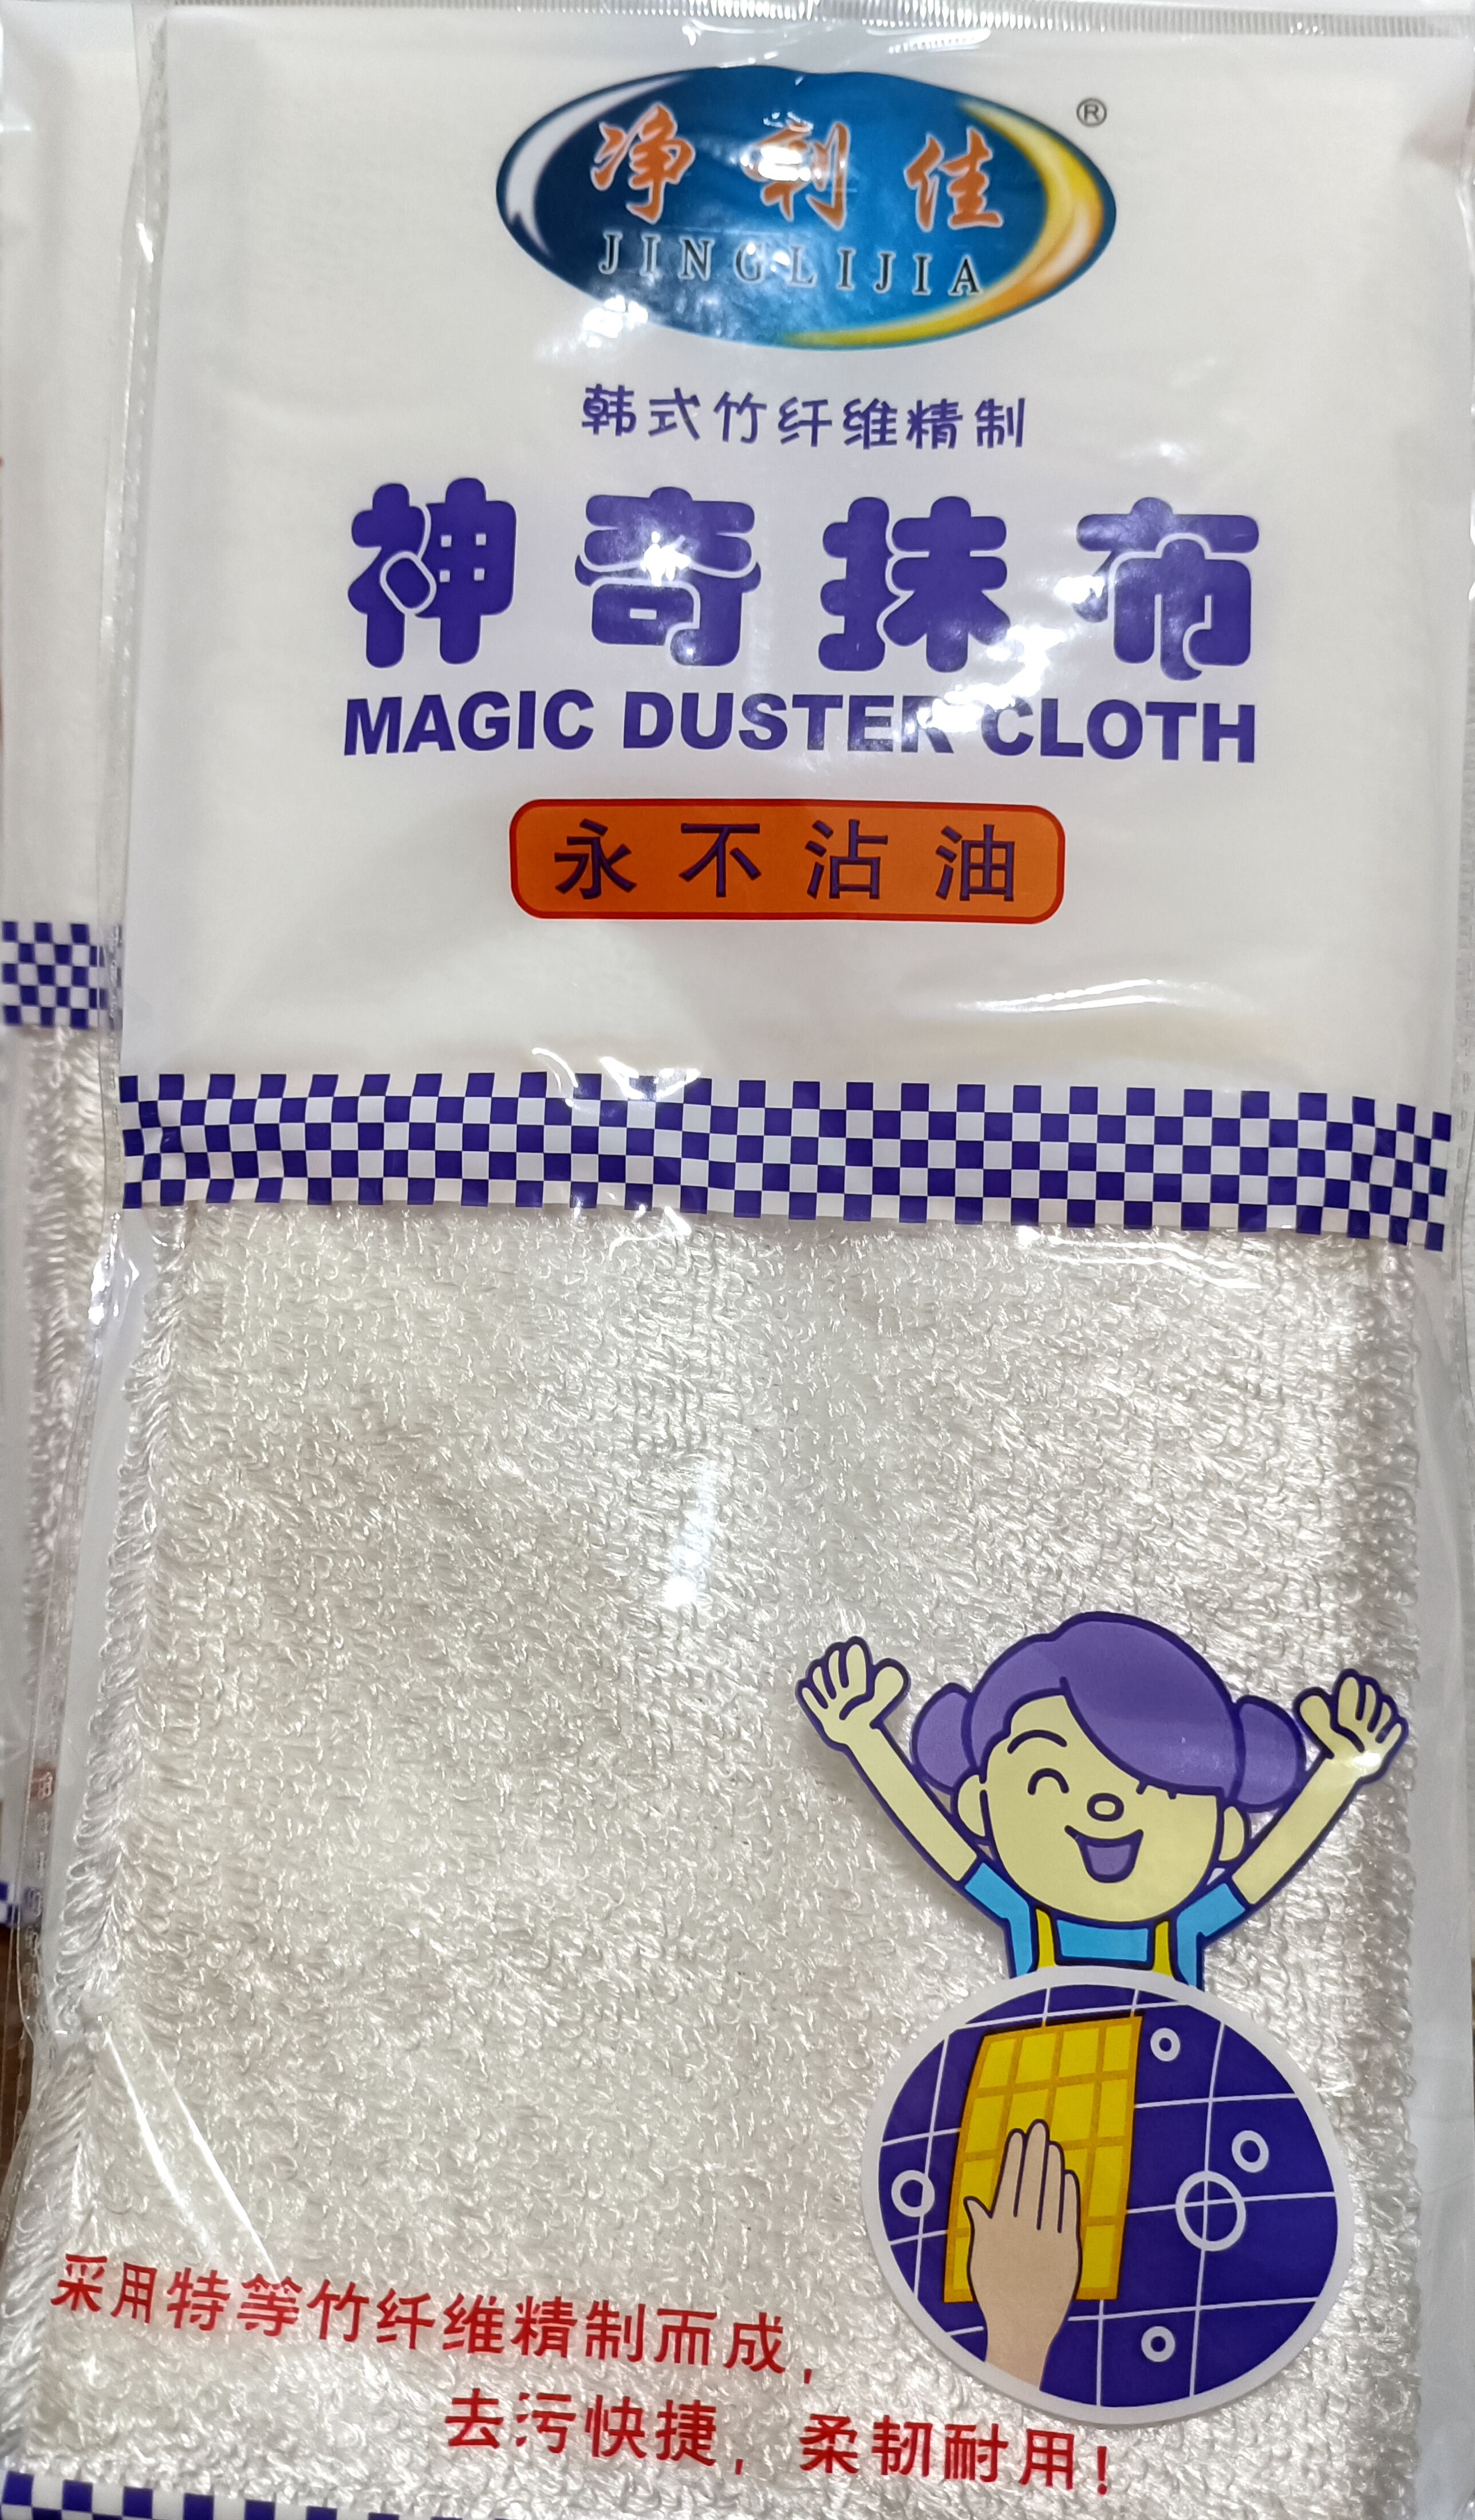 净利佳
®
JINGLIJIA
韩式竹纤维精制
神奇抹布
MAGIC DUSTER CLOTH
永不沾油
采用特等竹纤维精制而成，
去污快捷，柔韧耐用！